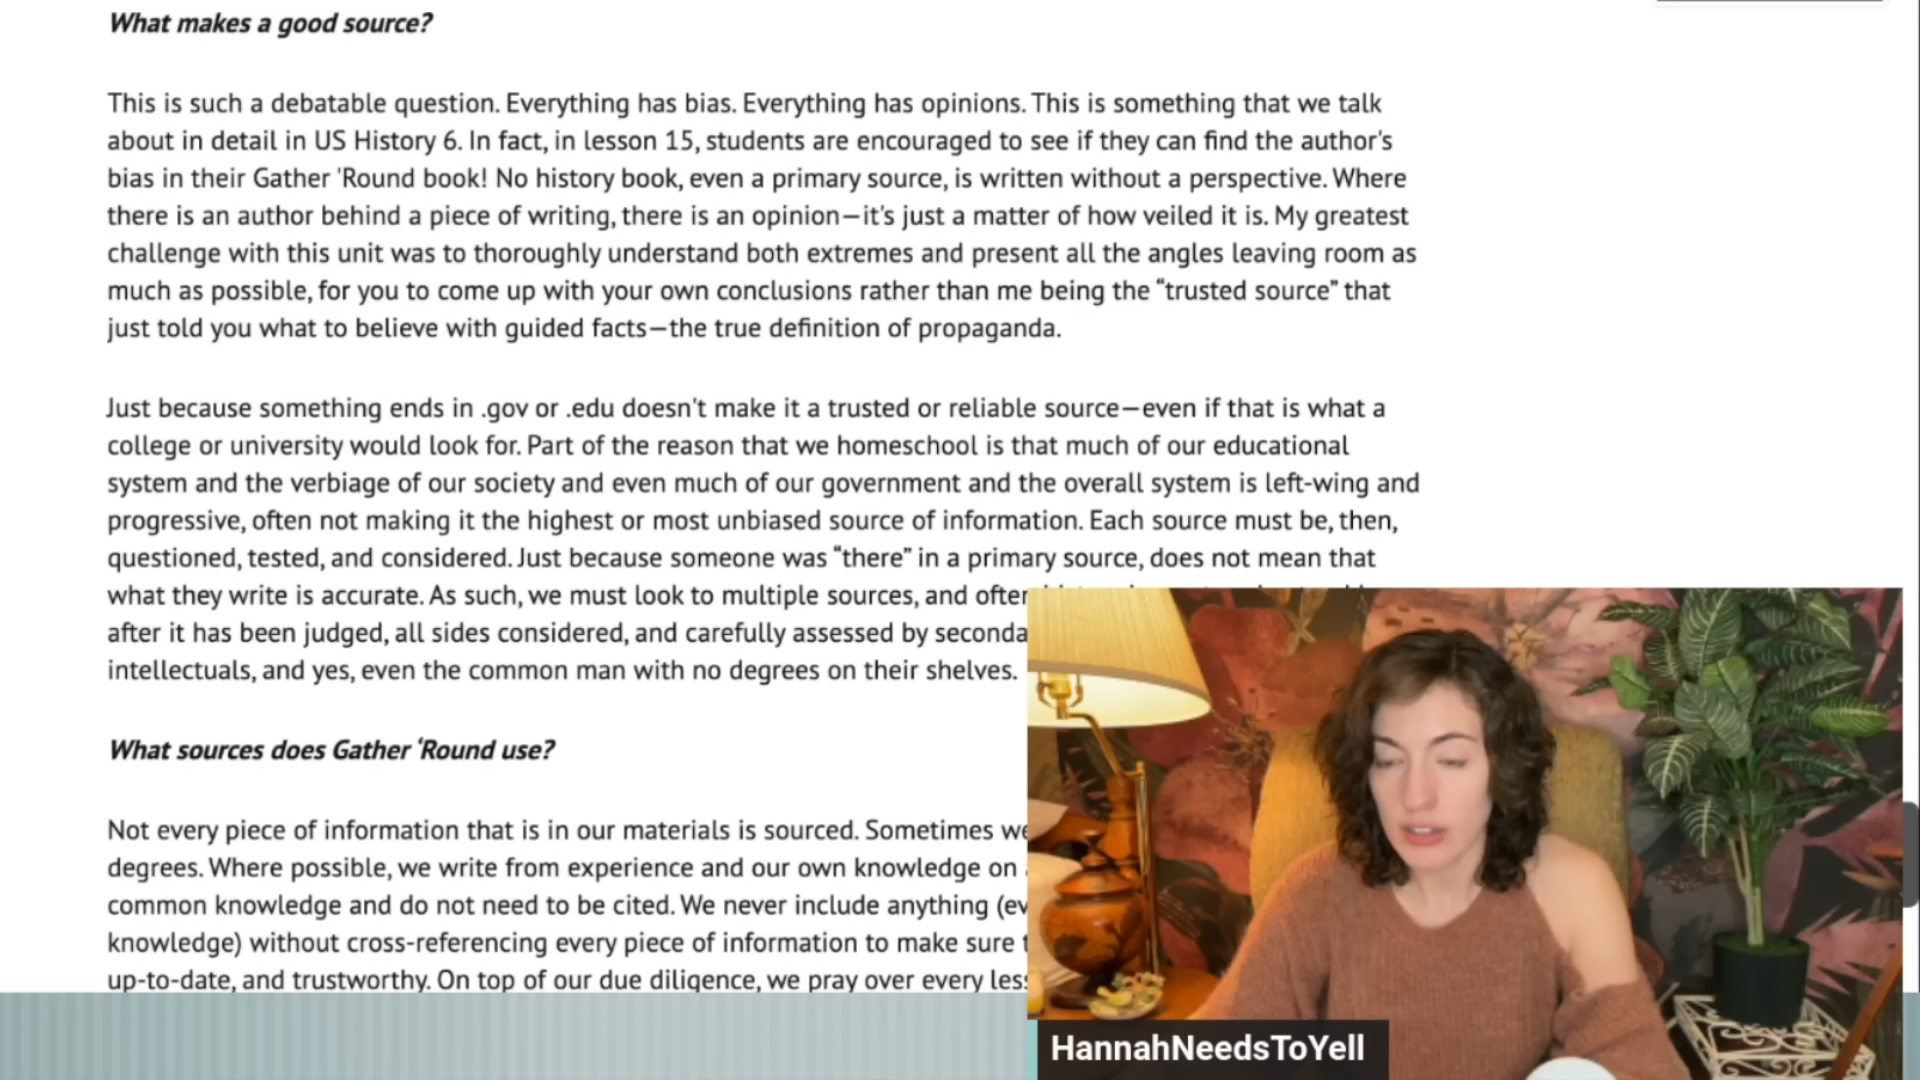 What makes a good source?
This is such a debatable question. Everything has bias. Everything has opinions. This is something that we talk
about in detail in US History 6. In fact, in lesson 15, students are encouraged to see if they can find the author's
bias in their Gather 'Round book! No history book, even a primary source, is written without a perspective. Where
there is an author behind a piece of writing, there is an opinion—it's just a matter of how veiled it is. My greatest
challenge with this unit was to thoroughly understand both extremes and present all the angles leaving room as
much as possible, for you to come up with your own conclusions rather than me being the “trusted source” that
just told you what to believe with guided facts—the true definition of propaganda.
Just because something ends in .gov or .edu doesn't make it a trusted or reliable source—even if that is what a
college or university would look for. Part of the reason that we homeschool is that much of our educational
system and the verbiage of our society and even much of our government and the overall system is left-wing and
progressive, often not making it the highest or most unbiased source of information. Each source must be, then,
questioned, tested, and considered. Just because someone was “there” in a primary source, does not mean that
what they write is accurate. As such, we must look to multiple sources, and
after it has been judged, all sides considered, and carefully assessed by
intellectuals, and yes, even the common man with no degrees on their shelves.
What sources does Gather ‘Round use?
Not every piece of information that is in our materials is sourced. Sometimes
degrees. Where possible, we write from experience and our own knowledge on
common knowledge and do not need to be cited. We never include anything
knowledge) without cross-referencing every piece of information to make sure
up-to-date, and trustworthy. On top of our due diligence, we pray over every
HannahNeedsToYell